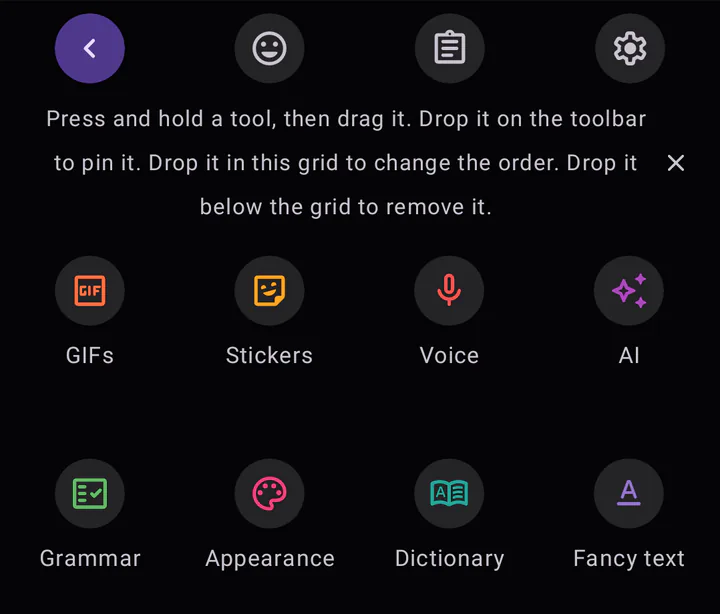 Press and hold a tool, then drag it. Drop it on the toolbar
to pin it. Drop it in this grid to change the order. Drop it
below the grid to remove it.
GIF
GIFs
Stickers
Voice
AI
A
A
Grammar
Appearance
Dictionary
Fancy text